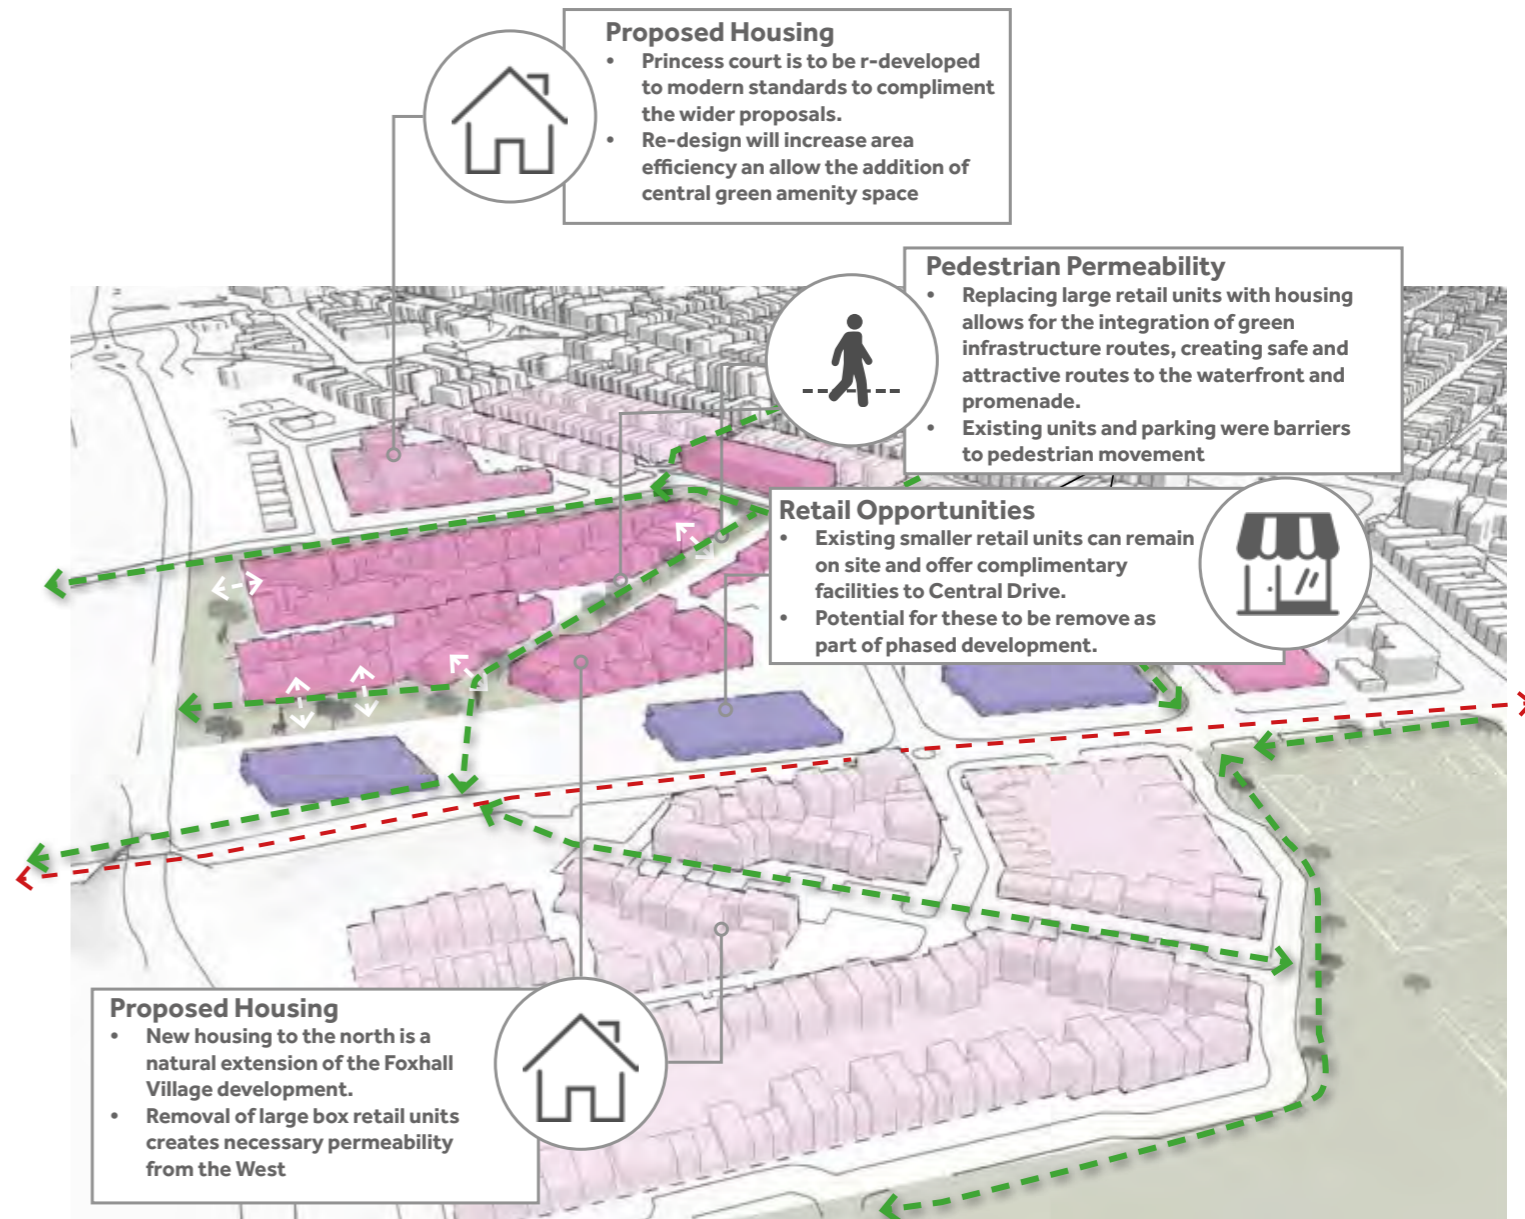 Proposed Housing
• Princess court is to be r-developed
to modern standards to compliment
the wider proposals.
• Re-design will increase area
efficiency an allow the addition of
central green amenity space
Pedestrian Permeability
• Replacing large retail units with housing
allows for the integration of green
infrastructure routes, creating safe and
attractive routes to the waterfront and
promenade.
• Existing units and parking were barriers
to pedestrian movement
Retail Opportunities
• Existing smaller retail units can remain
on site and offer complimentary
facilities to Central Drive.
• Potential for these to be remove as
part of phased development.
Proposed Housing
• New housing to the north is a
natural extension of the Foxhall
Village development.
• Removal of large box retail units
creates necessary permeability
from the West